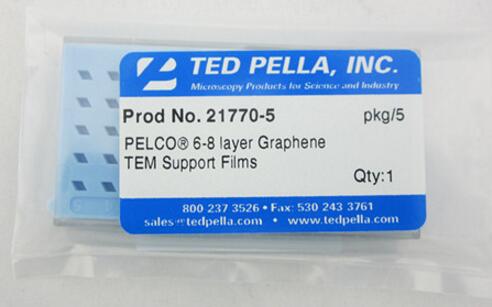 TED PELLA, INC.
Microscopy Products for Science and Industry
Prod No. 21770-5 pkg/5
PELCO® 6-8 layer Graphene
TEM Support Films
Qty:1
800 237 3526 • Fax: 530 243 3761
sales@tedpella.com • www.tedpella.com